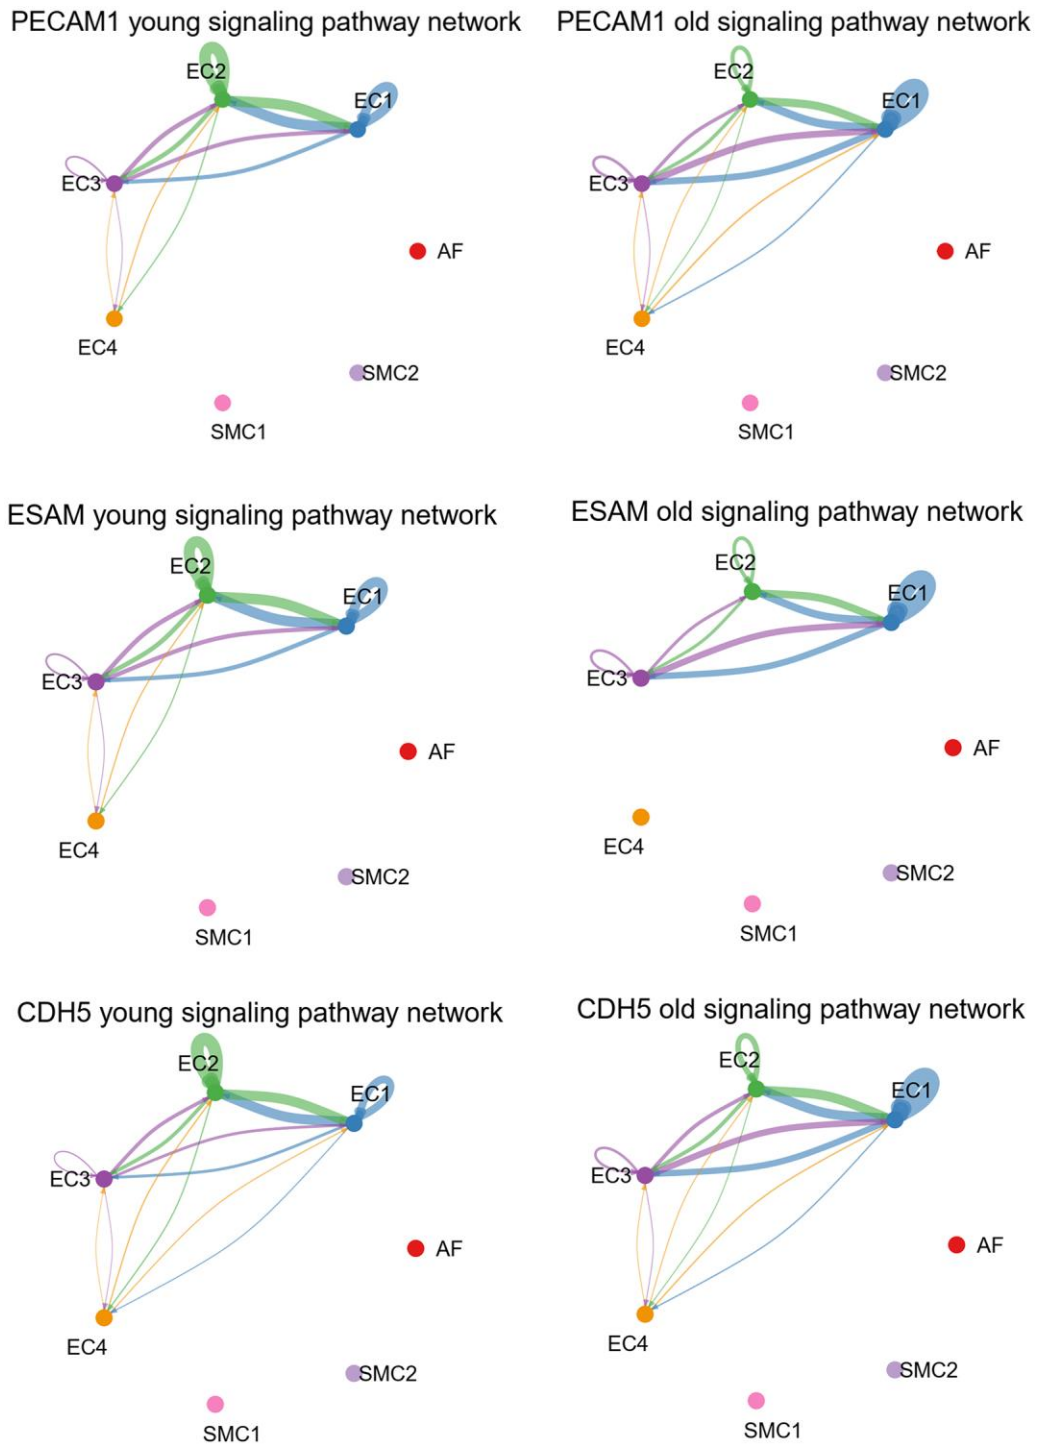 PECAM1 young signaling pathway network
EC2
EC1
EC3
AF
EC4
SMC2
SMC1
PECAM1 old signaling pathway network
EC2
EC1
EC3
AF
EC4
SMC2
SMC1
ESAM young signaling pathway network
EC2
EC1
EC3
AF
EC4
SMC2
SMC1
ESAM old signaling pathway network
EC2
EC1
EC3
AF
EC4
SMC2
SMC1
CDH5 young signaling pathway network
EC2
EC1
EC3
AF
EC4
SMC2
SMC1
CDH5 old signaling pathway network
EC2
EC1
EC3
AF
EC4
SMC2
SMC1